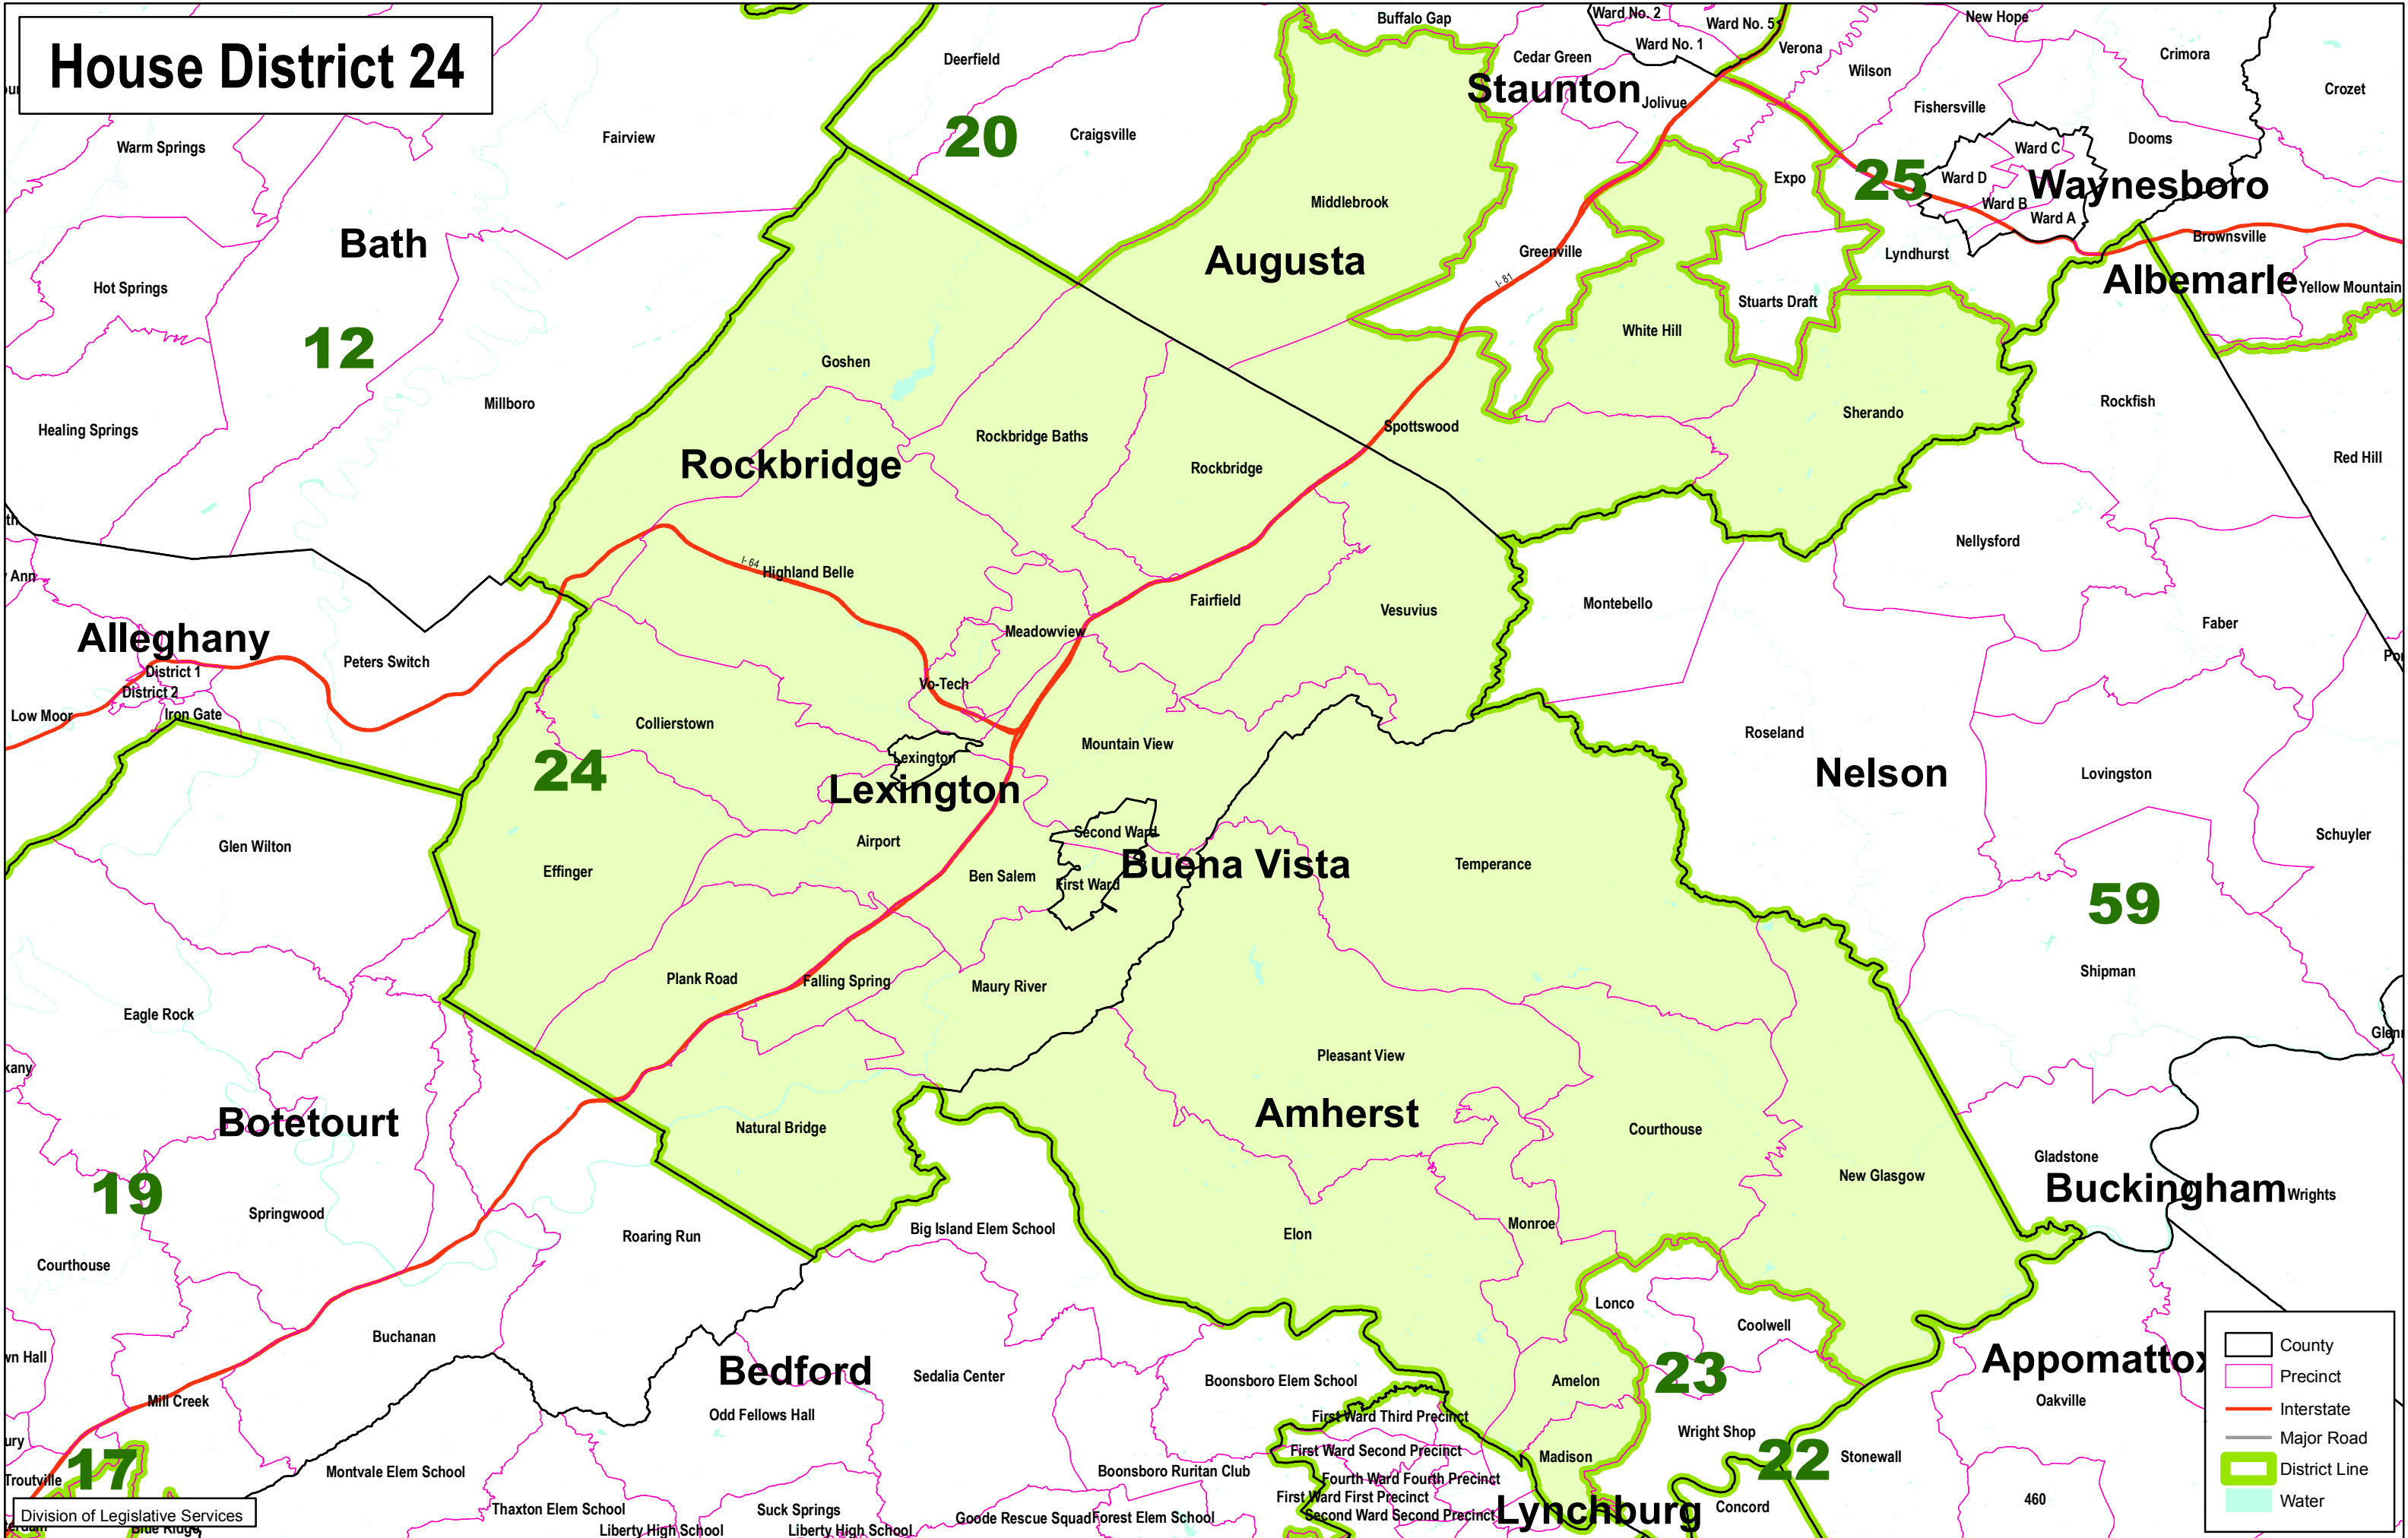 House District 24
Buffalo Gap
Ward No. 2
Ward No. 5
Ward No. 1
New Hope
Verona
Crimora
Deerfield
Cedar Green
Wilson
Staunton
Jolivue
Crozet
Fishersville
20
Craigsville
Fairview
Warm Springs
Dooms
Ward C
Ward D
Expo
25
Waynesboro
Ward B
Ward A
Middlebrook
Bath
Augusta
Greenville
Lyndhurst
Brownsville
I-81
Albemarle
Yellow Mountain
Hot Springs
Stuarts Draft
White Hill
12
Goshen
Millboro
Rockfish
Sherando
Healing Springs
Spottswood
Rockbridge Baths
Rockbridge
Rockbridge
Red Hill
Nellysford
I-64
Highland Belle
Ann
Fairfield
Vesuvius
Montebello
Faber
Alleghany
Meadowview
Peters Switch
District 1
District 2
Vo-Tech
Low Moor
Iron Gate
Collierstown
Roseland
Mountain View
24
Lexington
Lexington
Nelson
Lovingston
Second Ward
Schuyler
Glen Wilton
Airport
Effinger
Ben Salem
First Ward
Buena Vista
Temperance
59
Plank Road
Falling Spring
Maury River
Shipman
Eagle Rock
Glenn
kany
Pleasant View
Botetourt
Natural Bridge
Amherst
Courthouse
Gladstone
New Glasgow
Buckingham
Wrights
19
Springwood
Roaring Run
Big Island Elem School
Elon
Monroe
Courthouse
Lonco
Coolwell
Buchanan
wn Hall
Bedford
Sedalia Center
Boonsboro Elem School
Amelon
23
Appomattox
Oakville
Mill Creek
Odd Fellows Hall
First Ward Third Precinct
Wright Shop
ury
17
Troutville
First Ward Second Precinct
Madison
22
Stonewall
Montvale Elem School
Boonsboro Ruritan Club
Fourth Ward Fourth Precinct
First Ward First Precinct
Second Ward Second Precinct
Lynchburg
Concord
460
Thaxton Elem School
Suck Springs
Goode Rescue Squad
Forest Elem School
Liberty High School
Liberty High School
Blue Ridge
Division of Legislative Services
County
Precinct
Interstate
Major Road
District Line
Water